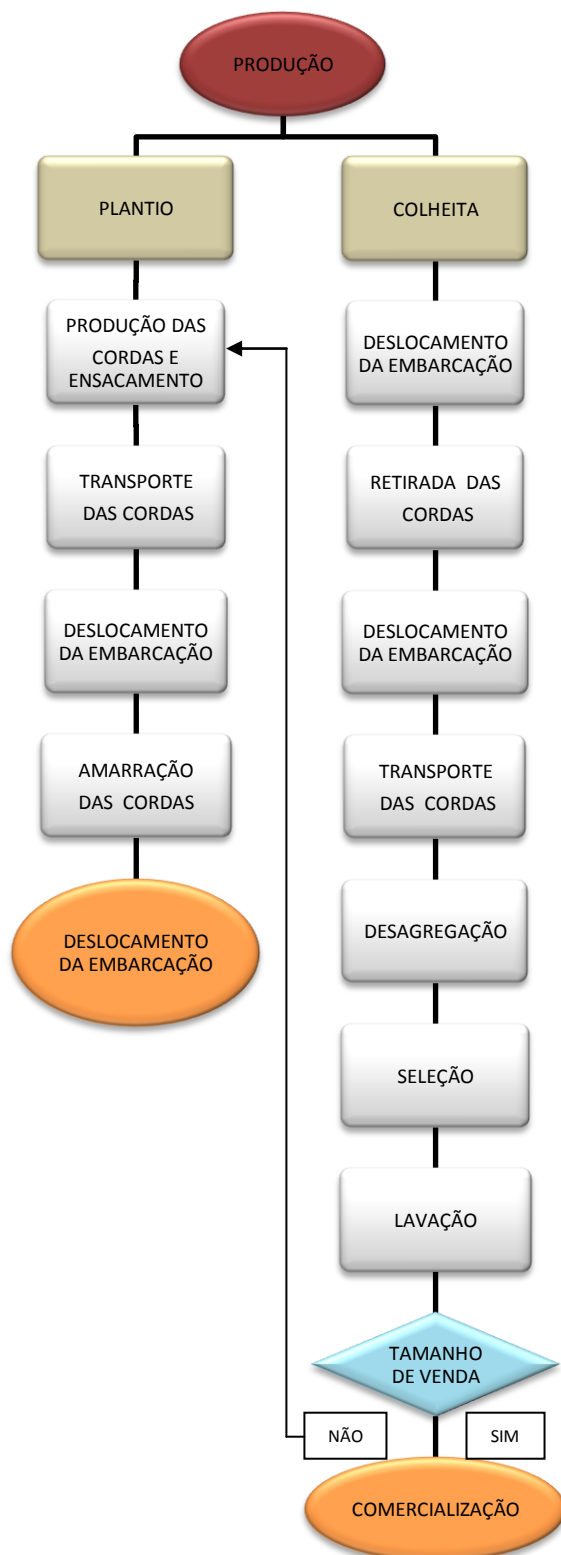 PRODUÇÃO
PLANTIO
PRODUÇÃO DAS
CORDAS E
ENSACAMENTO
TRANSPORTE
DAS CORDAS
DESLOCAMENTO
DA EMBARCAÇÃO
AMARRAÇÃO
DAS CORDAS
DESLOCAMENTO
DA EMBARCAÇÃO
COLHEITA
DESLOCAMENTO
DA EMBARCAÇÃO
RETIRADA DAS
CORDAS
DESLOCAMENTO
DA EMBARCAÇÃO
TRANSPORTE
DAS CORDAS
DESAGREGAÇÃO
SELEÇÃO
LAVAÇÃO
TAMANHO
DE VENDA
NÃO
SIM
COMERCIALIZAÇÃO